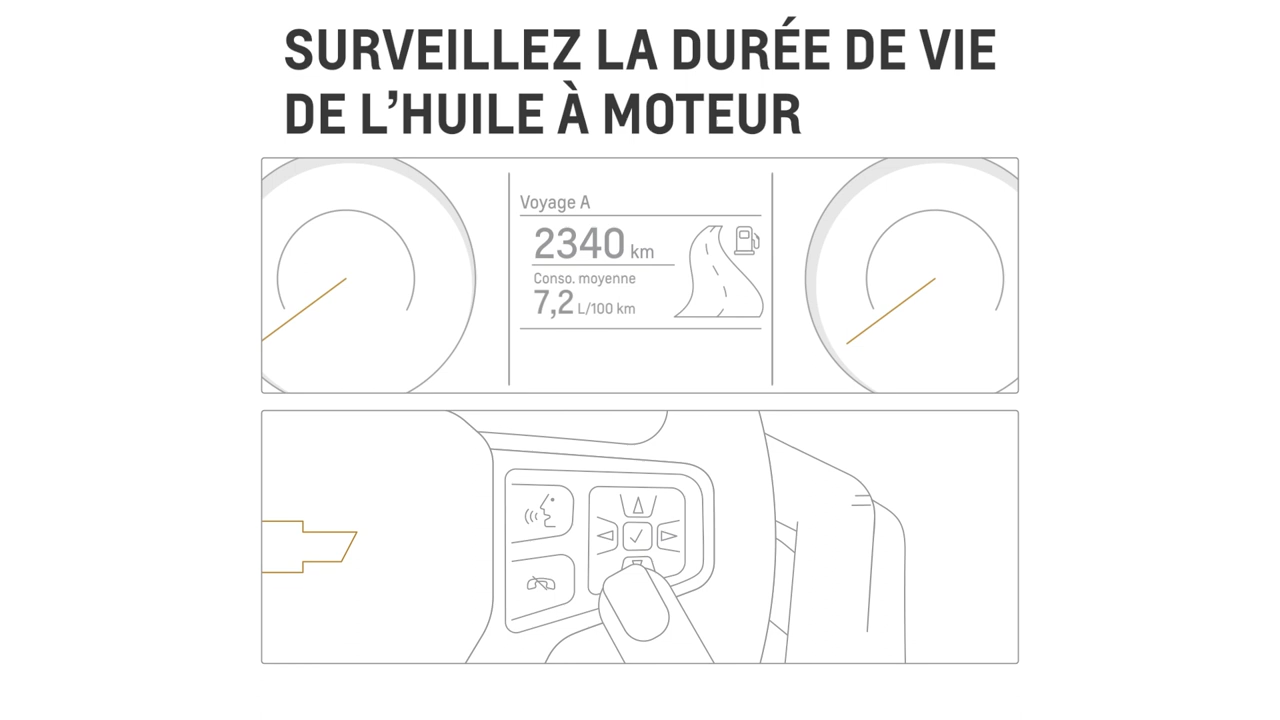 SURVEILLEZ LA DURÉE DE VIE
DE L’HUILE À MOTEUR
Voyage A
2340 km
Conso. moyenne
7,2 L/100 km